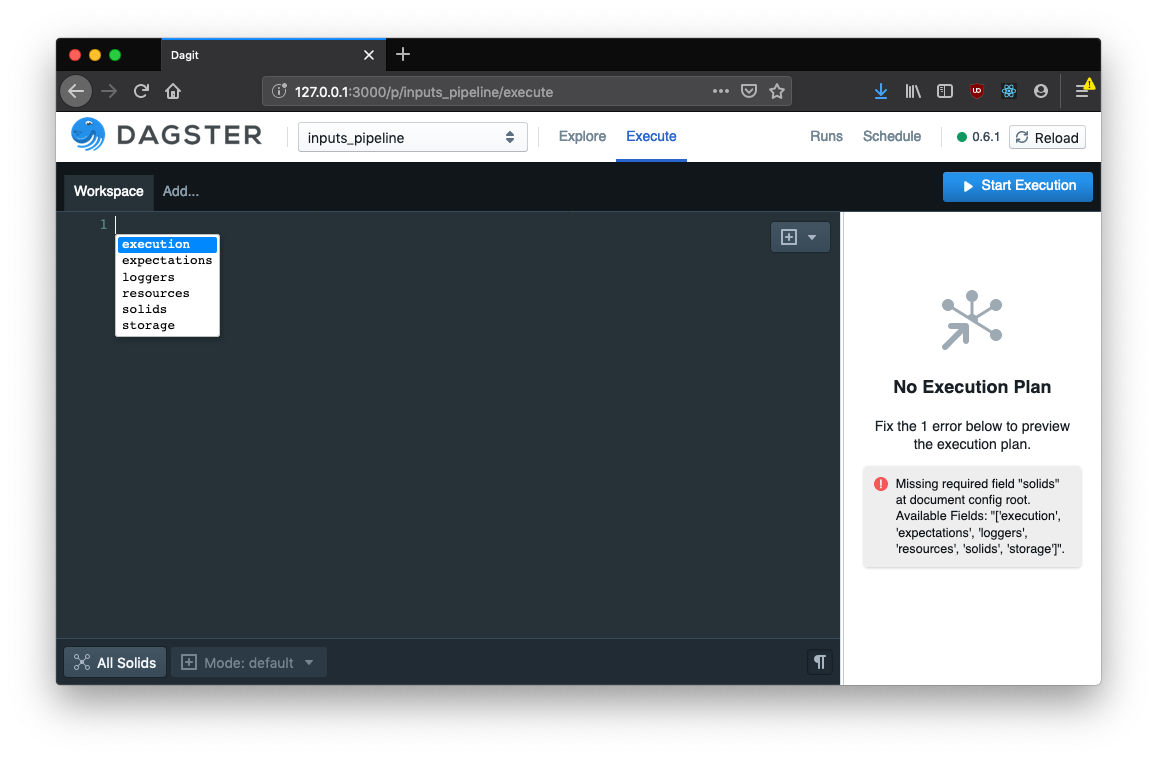 Dagit
127.0.0.1:3000/p/inputs_pipeline/execute
DAGSTER
inputs_pipeline
Explore
Execute
Runs
Schedule
0.6.1
Reload
Workspace
Add...
Start Execution
1
execution
expectations
loggers
resources
solids
storage
No Execution Plan
Fix the 1 error below to preview
the execution plan.
Missing required field "solids"
at document config root.
Available Fields: "['execution',
'expectations', 'loggers',
'resources', 'solids', 'storage']".
All Solids
Mode: default